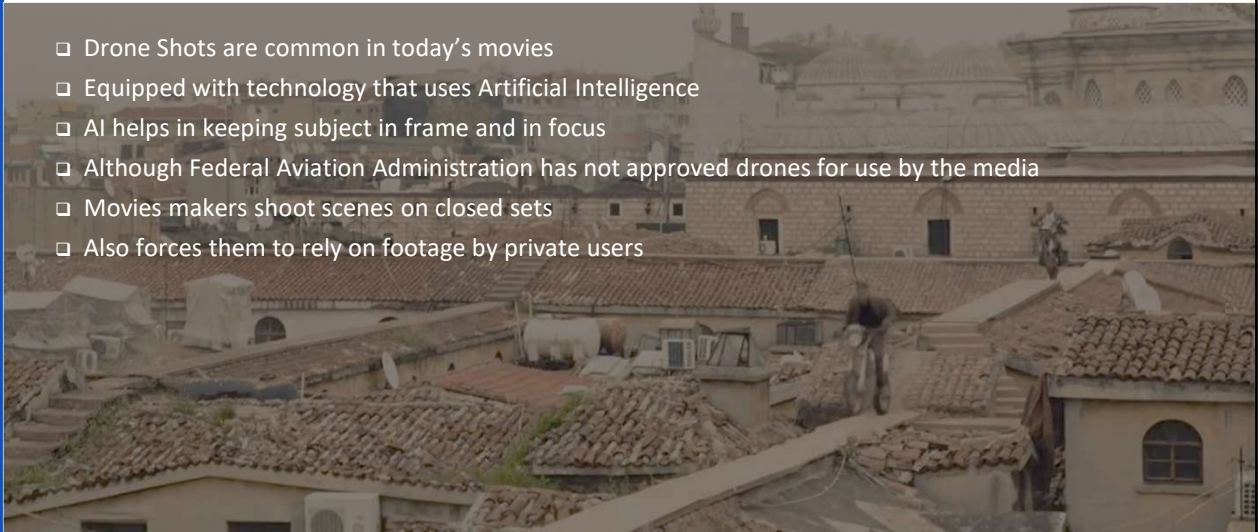 ❑ Drone Shots are common in today’s movies
❑ Equipped with technology that uses Artificial Intelligence
❑ AI helps in keeping subject in frame and in focus
❑ Although Federal Aviation Administration has not approved drones for use by the media
❑ Movies makers shoot scenes on closed sets
❑ Also forces them to rely on footage by private users